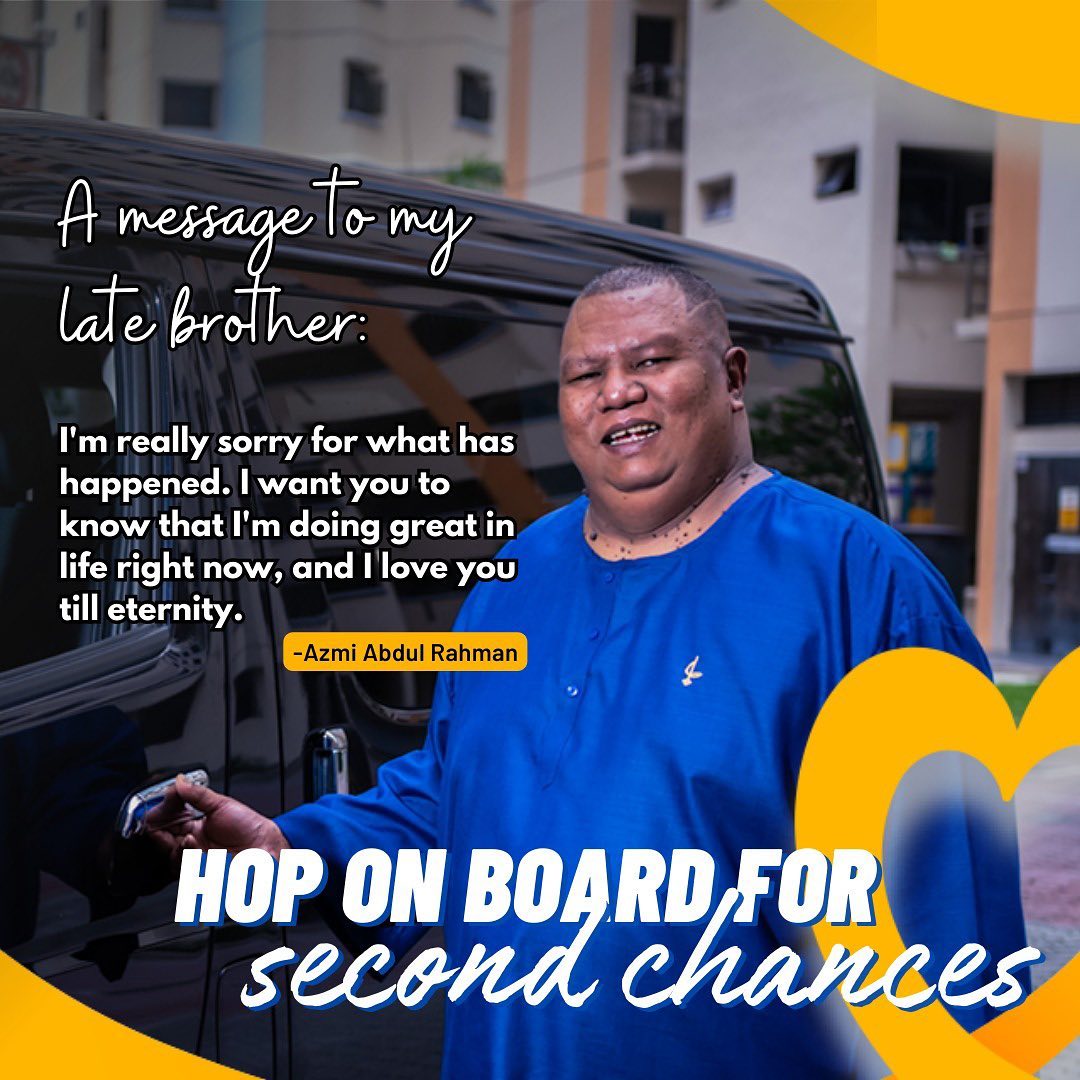 A message to my
late brother:
I'm really sorry for what has
happened. I want you to
know that I'm doing great in
life right now, and I love you
till eternity.
-Azmi Abdul Rahman
HOP ON BOARD FOR
second chances